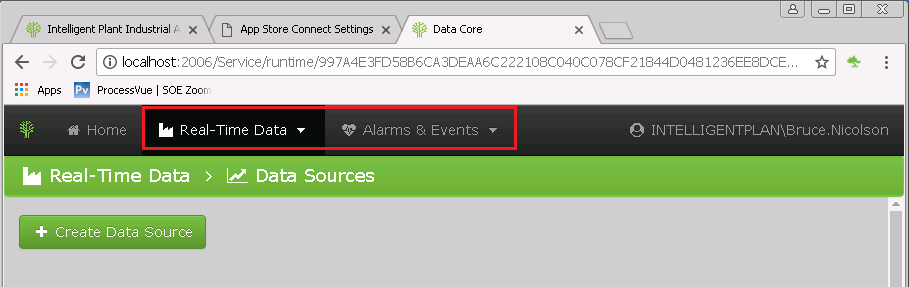 Intelligent Plant Industrial A
App Store Connect Settings
Data Core
localhost:2006/Service/runtime/997A4E3FD58B6CA3DEAA6C222108C040C078CF21844D0481236EE8DCE...
Apps
Pv ProcessVue | SOE Zoom
Home
Real-Time Data
Alarms & Events
INTELLIGENTPLAN\Bruce.Nicolson
Real-Time Data > Data Sources
+ Create Data Source